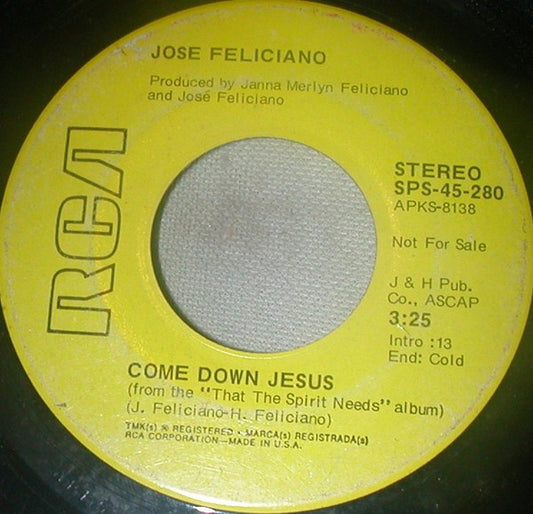 JOSE FELICIANO
Produced by Janna Merlyn Feliciano
and José Feliciano
RCA
STEREO
SPS-45-280
APKS-8138
Not For Sale
J & H Pub.
Co., ASCAP
3:25
Intro :13
End: Cold
COME DOWN JESUS
(from the "That The Spirit Needs" album)
(J. Feliciano-H. Feliciano)
TMK(s) ® REGISTERED • MARCA(s) REGISTRADA(s)
RCA CORPORATION—MADE IN U.S.A.